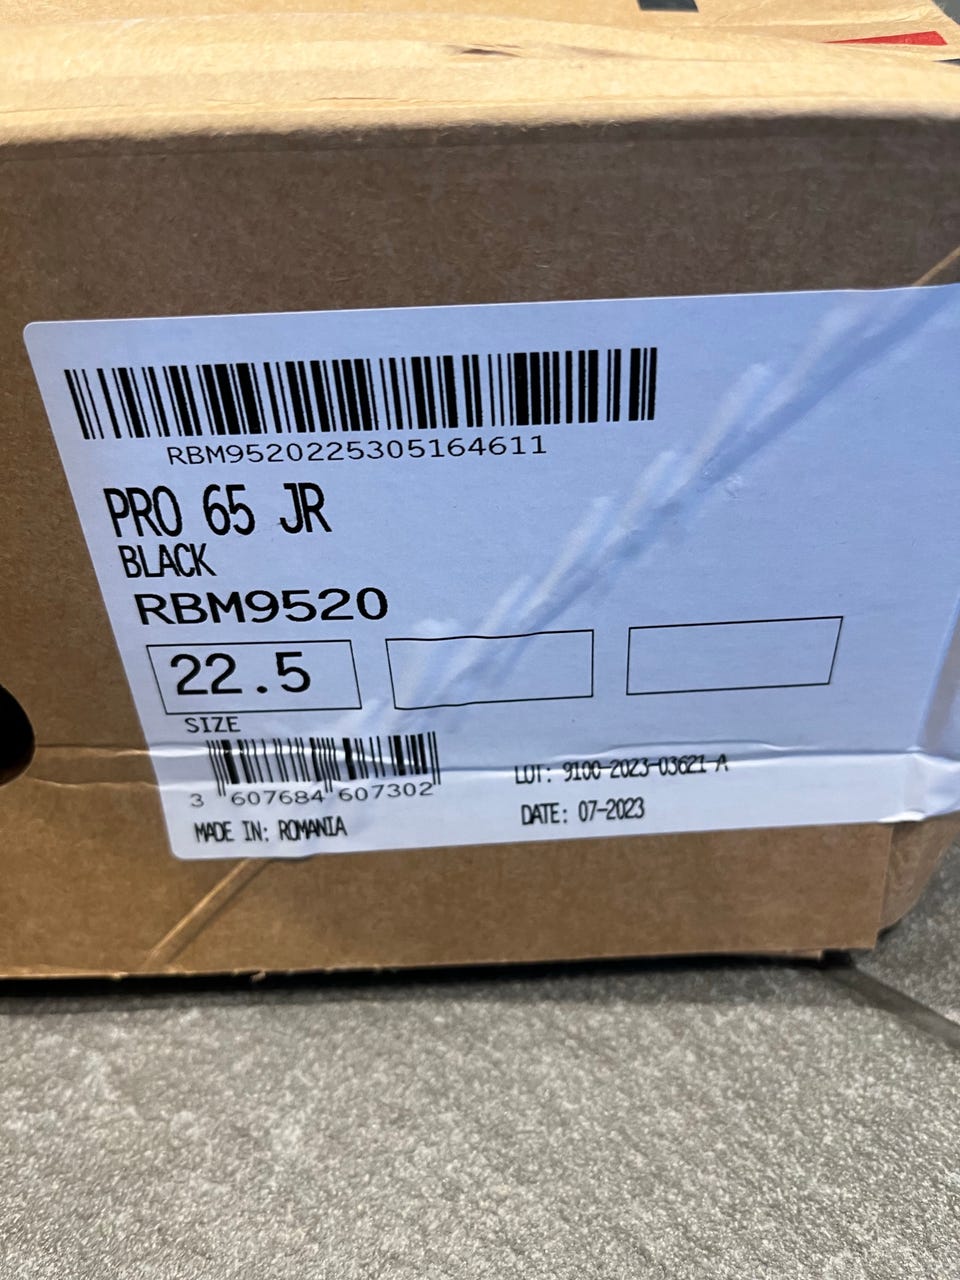 RBM9520225305164611
PRO 65 JR
BLACK
RBM9520
22.5
SIZE
3 607684 607302
LOT: 9100-2023-03621-A
MADE IN: ROMANIA
DATE: 07-2023